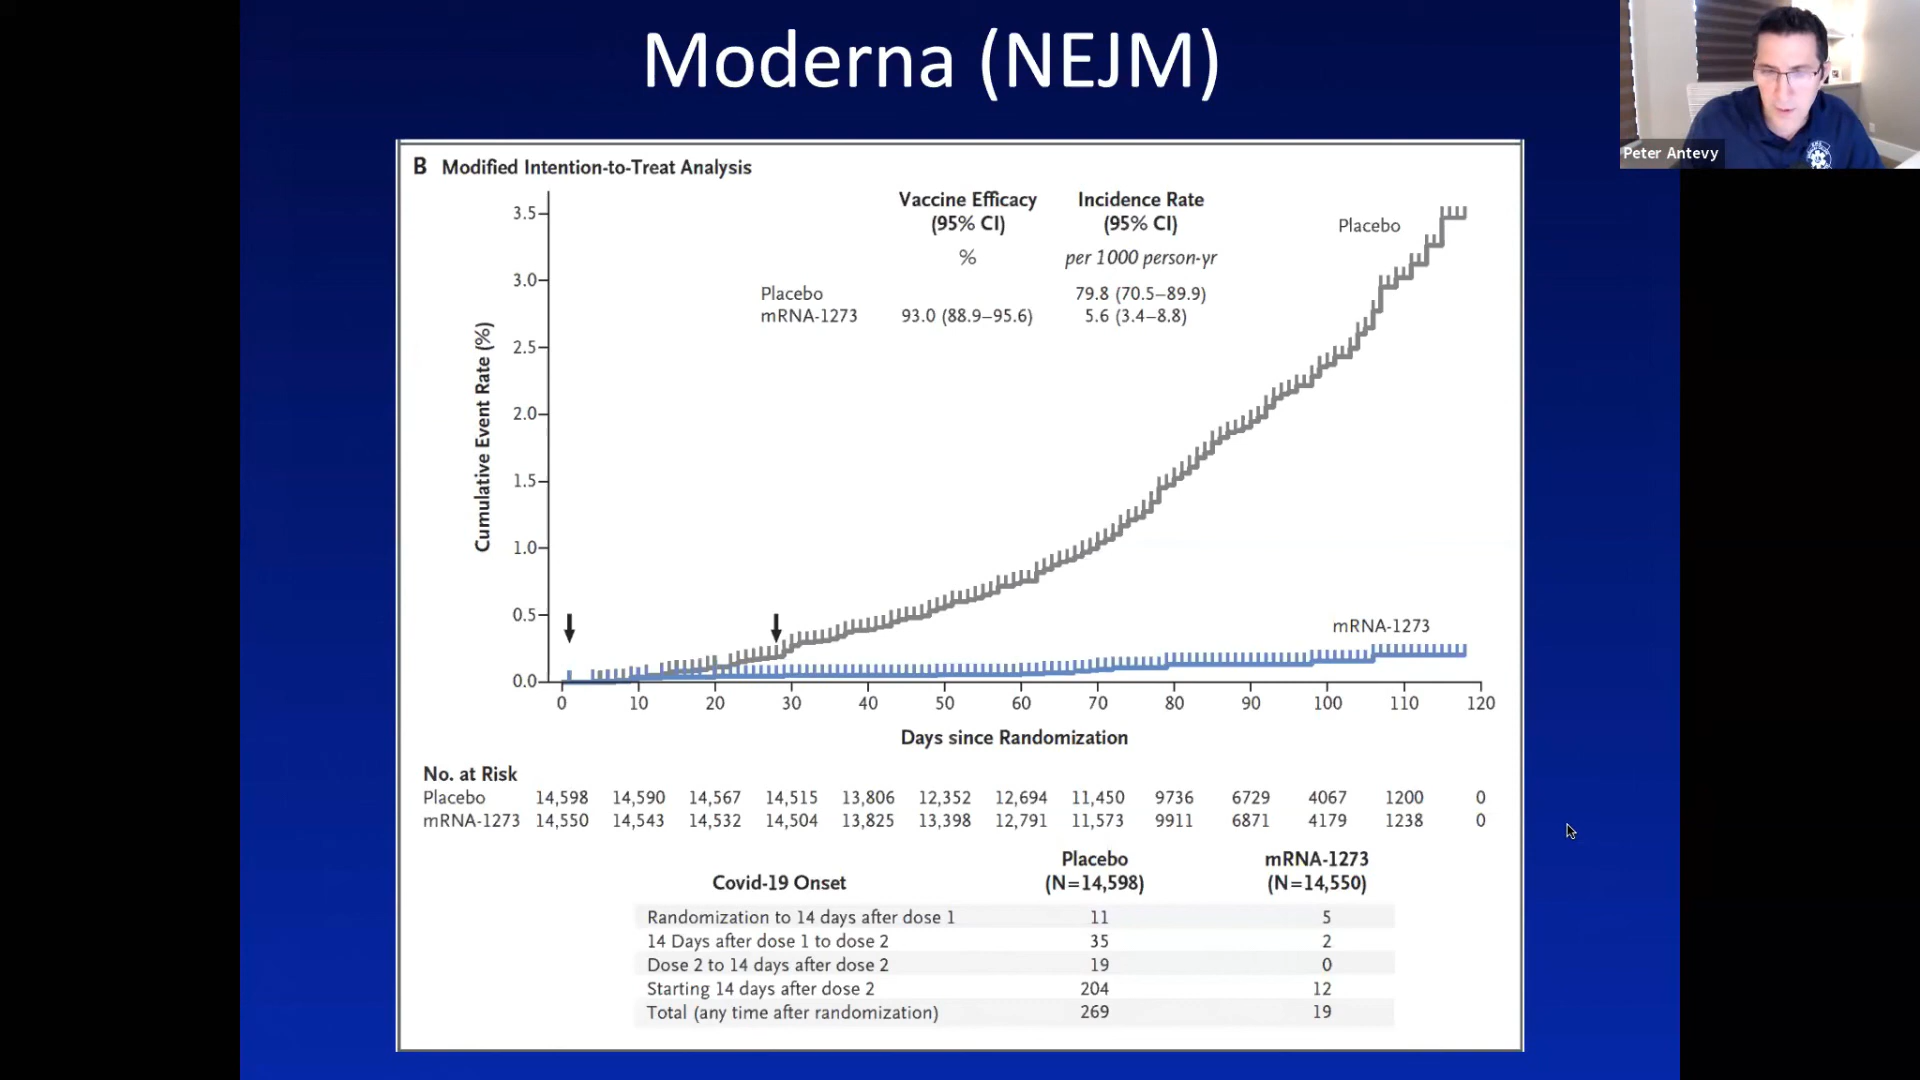 Moderna (NEJM)
Peter Antevy
B Modified Intention-to-Treat Analysis
Vaccine Efficacy
(95% CI)
%
Incidence Rate
(95% CI)
per 1000 person-yr
Placebo 79.8 (70.5–89.9)
mRNA-1273 93.0 (88.9–95.6) 5.6 (3.4–8.8)
Placebo
mRNA-1273
Cumulative Event Rate (%)
3.5
3.0
2.5
2.0
1.5
1.0
0.5
0.0
0 10 20 30 40 50 60 70 80 90 100 110 120
Days since Randomization
No. at Risk
Placebo 14,598 14,590 14,567 14,515 13,806 12,352 12,694 11,450 9736 6729 4067 1200 0
mRNA-1273 14,550 14,543 14,532 14,504 13,825 13,398 12,791 11,573 9911 6871 4179 1238 0
Covid-19 Onset
Placebo
(N=14,598)
mRNA-1273
(N=14,550)
Randomization to 14 days after dose 1 11 5
14 Days after dose 1 to dose 2 35 2
Dose 2 to 14 days after dose 2 19 0
Starting 14 days after dose 2 204 12
Total (any time after randomization) 269 19